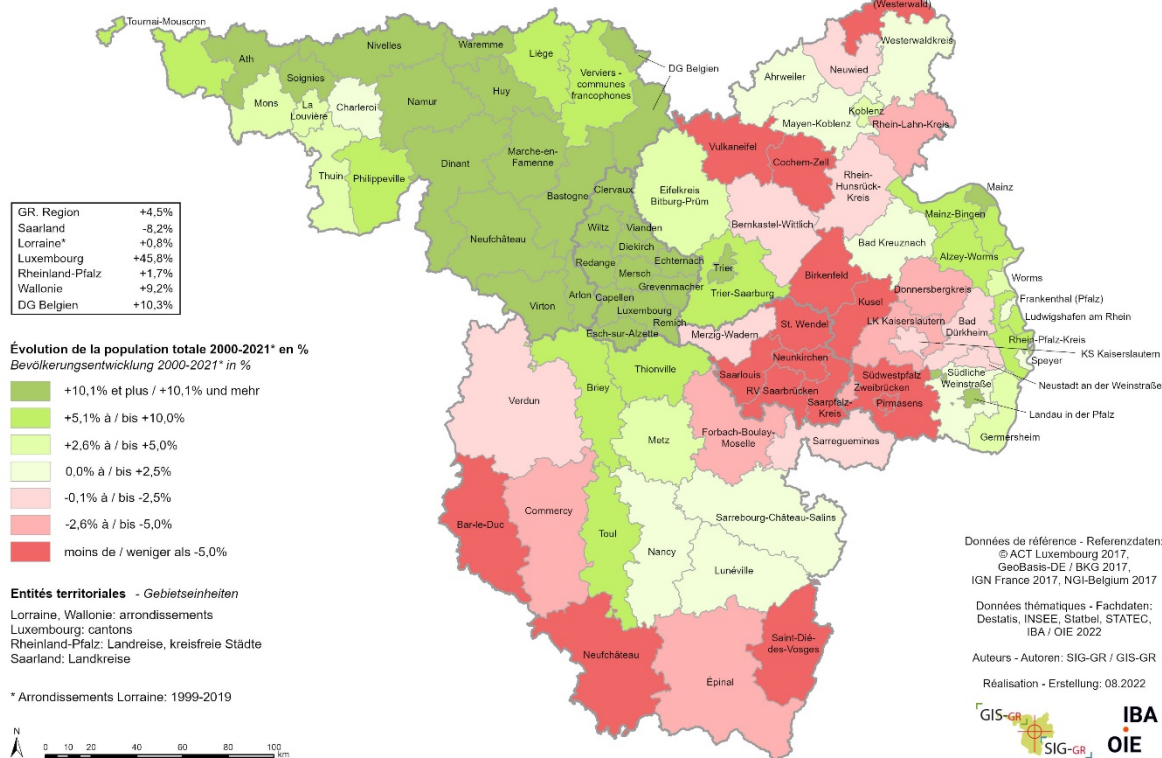 Tournai-Mouscron
Ath
Nivelles
Waremme
Liège
DG Belgien
Soignies
Mons
La
Louvière
Charleroi
Namur
Huy
Verviers -
communes
francophones
Thuin
Philippeville
Dinant
Marche-en-
Famenne
Bastogne
Neufchâteau
Virton
Arlon
Clervaux
Wiltz
Vianden
Diekirch
Redange
Echternach
Mersch
Grevenmacher
Capellen
Luxembourg
Remich
Esch-sur-Alzette
(Westerwald)
Westerwaldkreis
Neuwied
Ahrweiler
Koblenz
Mayen-Koblenz
Rhein-Lahn-Kreis
Vulkaneifel
Cochem-Zell
Rhein-
Hunsrück-
Kreis
Eifelkreis
Bitburg-Prüm
Bernkastel-Wittlich
Mainz
Mainz-Bingen
Bad Kreuznach
Alzey-Worms
Trier
Trier-Saarburg
Birkenfeld
Kusel
Donnersbergkreis
Worms
Frankenthal (Pfalz)
Ludwigshafen am Rhein
LK Kaiserslautern
Bad
Dürkheim
Rhein-Pfalz-Kreis
Speyer
KS Kaiserslautern
Neustadt an der Weinstraße
Südliche
Weinstraße
Landau in der Pfalz
Germersheim
Südwestpfalz
Zweibrücken
Pirmasens
Merzig-Wadern
St. Wendel
Neunkirchen
Saarlouis
RV Saarbrücken
Saarpfalz-
Kreis
Thionville
Briey
Verdun
Metz
Forbach-Boulay-
Moselle
Sarreguemines
Bar-le-Duc
Commercy
Toul
Nancy
Sarrebourg-Château-Salins
Lunéville
Neufchâteau
Épinal
Saint-Dié-
des-Vosges
GR. Region +4,5%
Saarland -8,2%
Lorraine* +0,8%
Luxembourg +45,8%
Rheinland-Pfalz +1,7%
Wallonie +9,2%
DG Belgien +10,3%
Évolution de la population totale 2000-2021* en %
Bevölkerungsentwicklung 2000-2021* in %
+10,1% et plus / +10,1% und mehr
+5,1% à / bis +10,0%
+2,6% à / bis +5,0%
0,0% à / bis +2,5%
-0,1% à / bis -2,5%
-2,6% à / bis -5,0%
moins de / weniger als -5,0%
Entités territoriales - Gebietseinheiten
Lorraine, Wallonie: arrondissements
Luxembourg: cantons
Rheinland-Pfalz: Landreise, kreisfreie Städte
Saarland: Landkreise
* Arrondissements Lorraine: 1999-2019
N
0 10 20 40 60 80 100
km
Données de référence - Referenzdaten:
© ACT Luxembourg 2017,
GeoBasis-DE / BKG 2017,
IGN France 2017, NGI-Belgium 2017
Données thématiques - Fachdaten:
Destatis, INSEE, Statbel, STATEC,
IBA / OIE 2022
Auteurs - Autoren: SIG-GR / GIS-GR
Réalisation - Erstellung: 08.2022
GIS-GR
SIG-GR
IBA
OIE